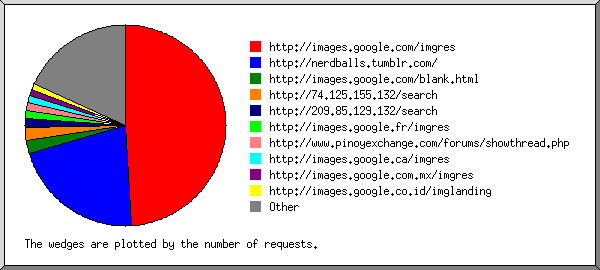 http://images.google.com/imgres
http://nerdballs.tumblr.com/
http://images.google.com/blank.html
http://74.125.155.132/search
http://209.85.129.132/search
http://images.google.fr/imgres
http://www.pinoyexchange.com/forums/showthread.php
http://images.google.ca/imgres
http://images.google.com.mx/imgres
http://images.google.co.id/imglanding
Other
The wedges are plotted by the number of requests.